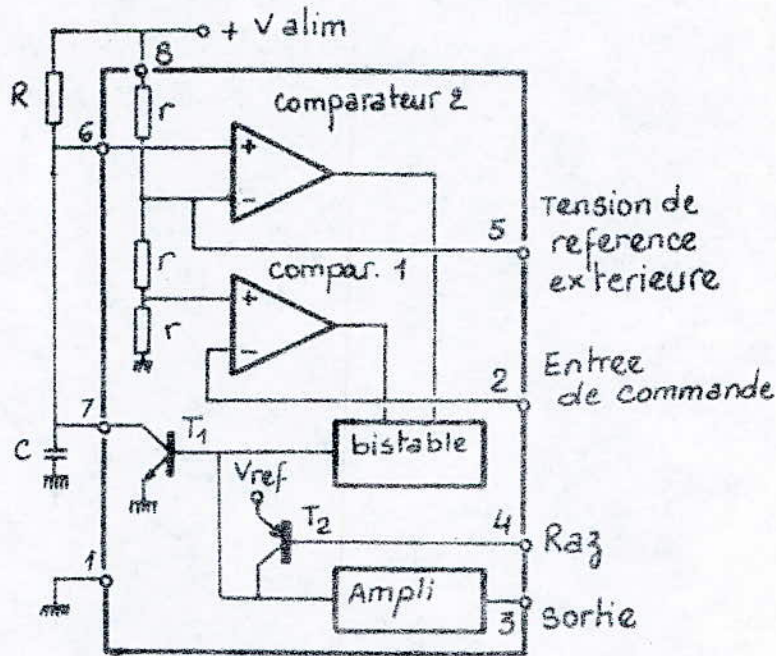 + V alim
8
R
r
comparateur 2
6
+
-
5
Tension de
reference
exterieure
r
compar. 1
+
r
-
2
Entree
de commande
7
T1
bistable
C
Vref
T2
4
Raz
1
Ampli
3
sortie